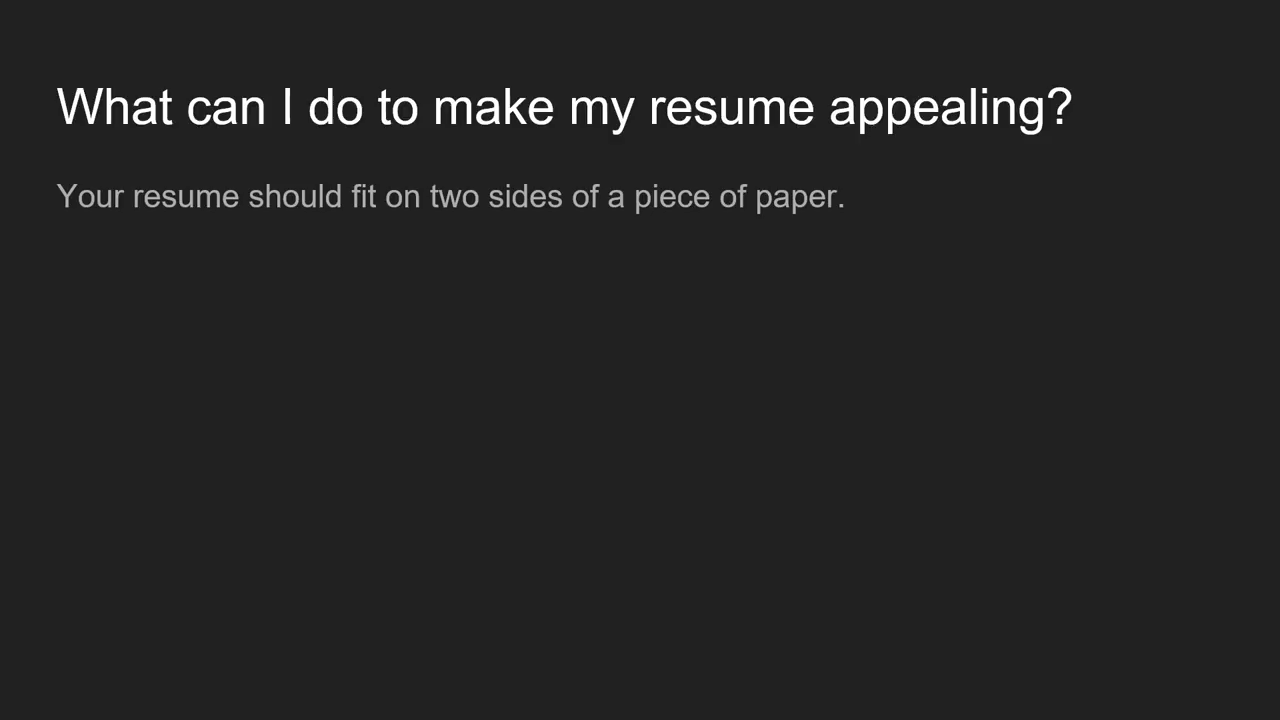 What can I do to make my resume appealing?
Your resume should fit on two sides of a piece of paper.